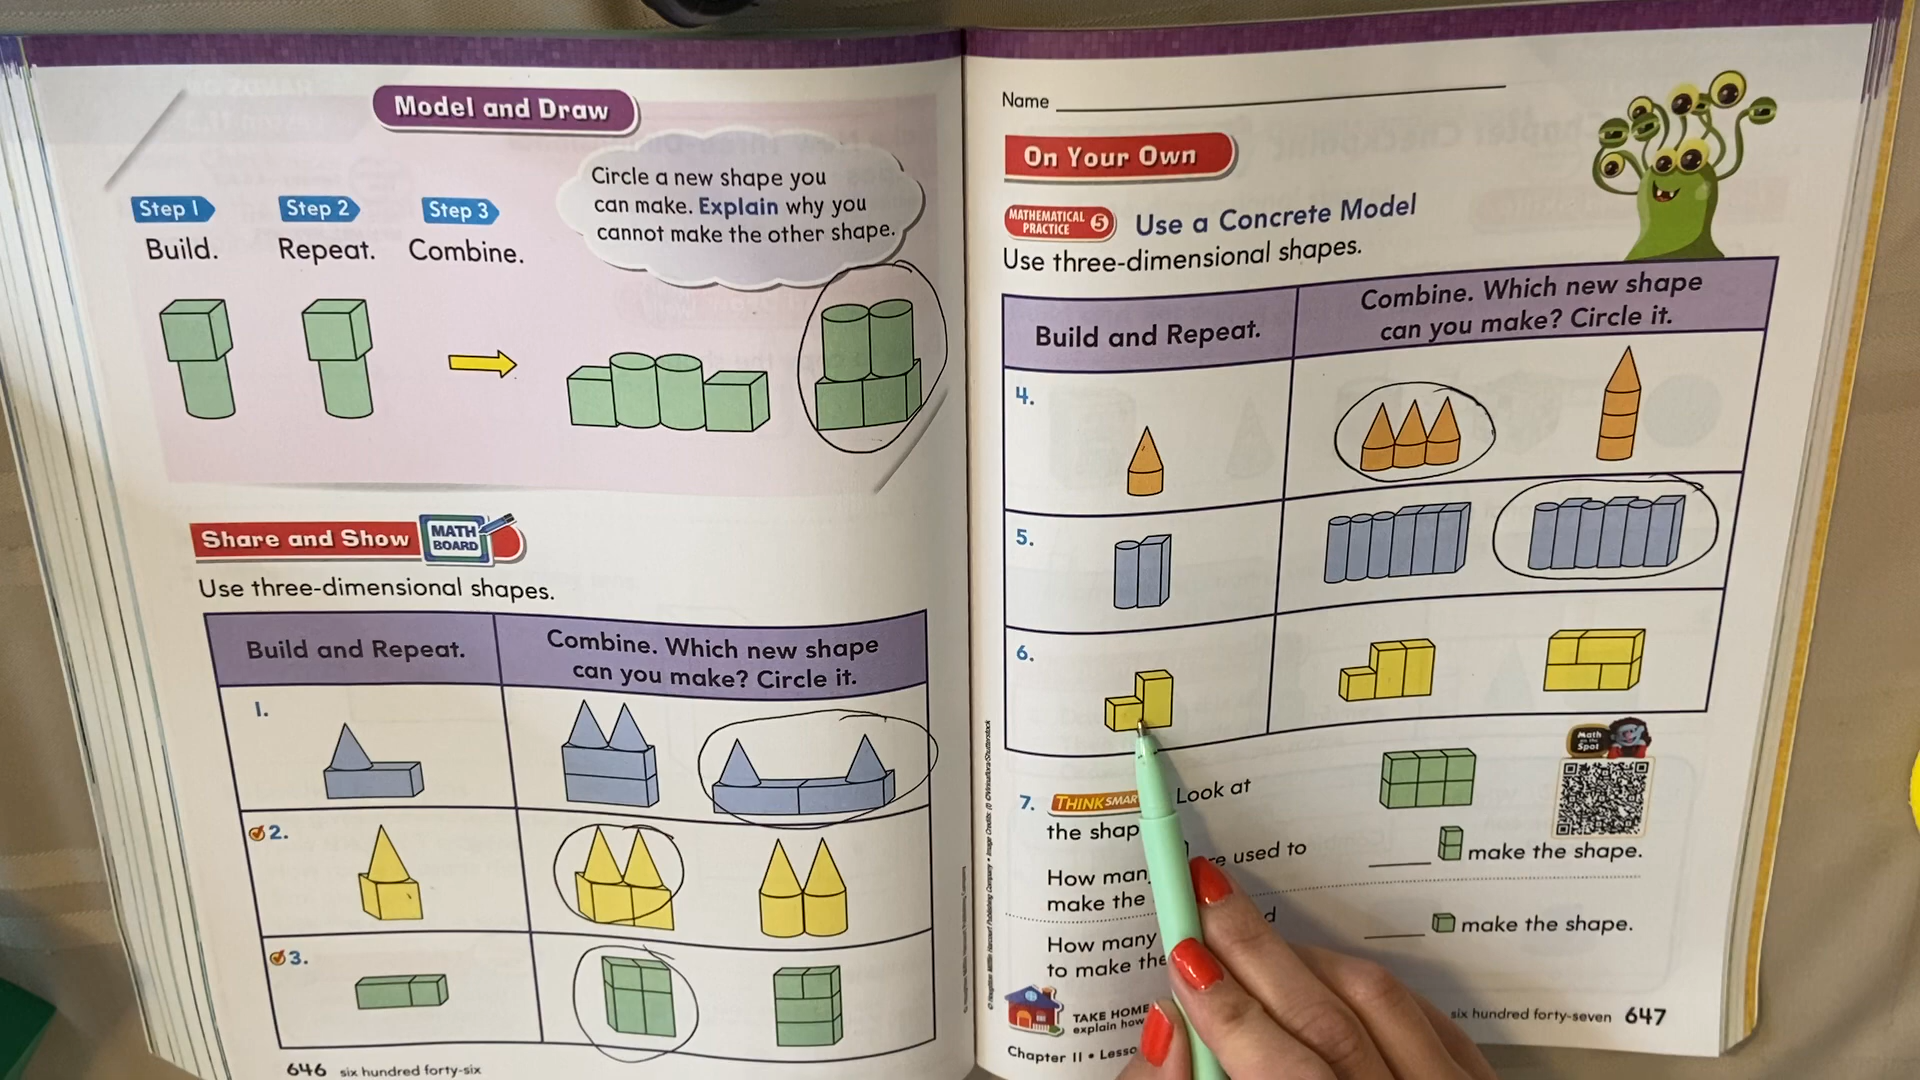 Model and Draw
Step 1 Step 2 Step 3
Build. Repeat. Combine.
Circle a new shape you
can make. Explain why you
cannot make the other shape.
Share and Show MATH BOARD
Use three-dimensional shapes.
Build and Repeat.
Combine. Which new shape
can you make? Circle it.
1.
2.
3.
646 six hundred forty-six
Name
On Your Own
MATHEMATICAL PRACTICE 5 Use a Concrete Model
Use three-dimensional shapes.
Build and Repeat.
Combine. Which new shape
can you make? Circle it.
4.
5.
6.
Math on the Spot
7. THINK SMAR Look at
the shap
How man re used to
make the
make the shape.
How many d
to make the
make the shape.
TAKE HOME
explain how
Chapter 11 • Lesso
six hundred forty-seven 647